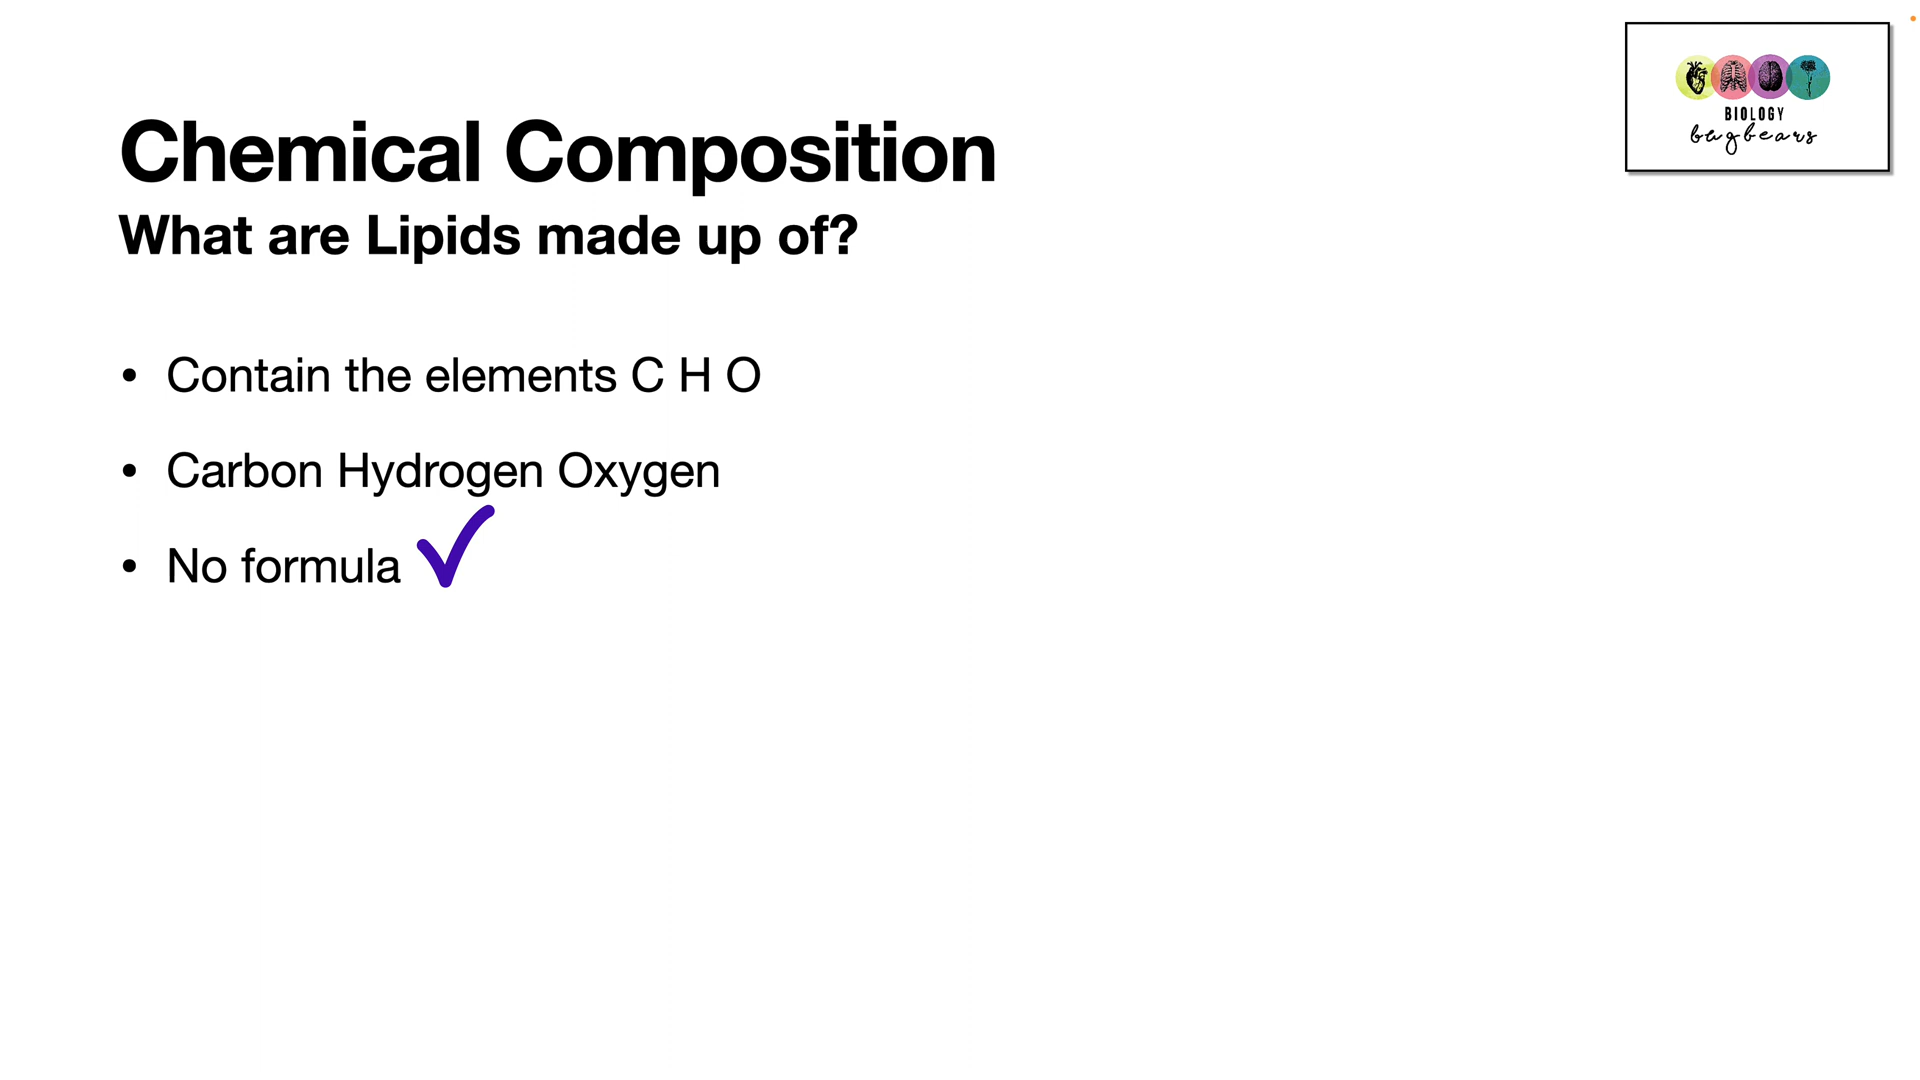 Chemical Composition
What are Lipids made up of?
• Contain the elements C H O
• Carbon Hydrogen Oxygen
• No formula
BIOLOGY
bugbears